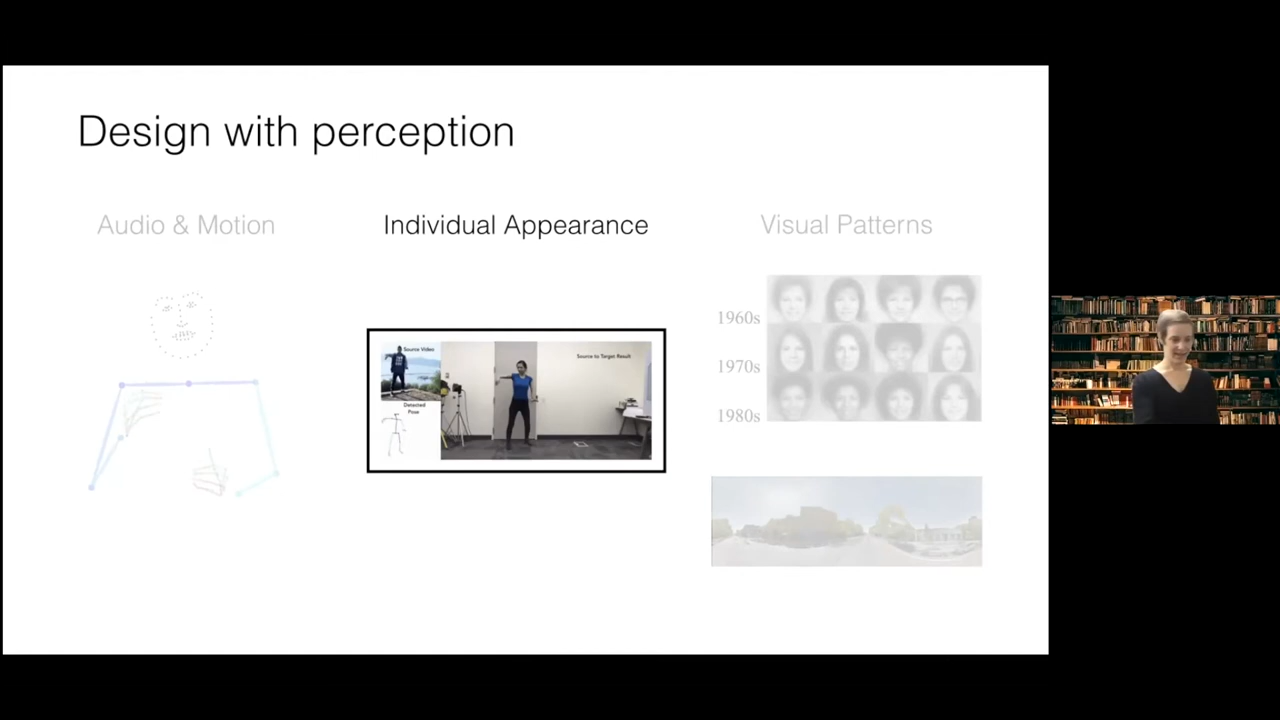 Design with perception
Audio & Motion
Individual Appearance
Visual Patterns
Source Video
Detected
Pose
Source to Target Result
1960s
1970s
1980s